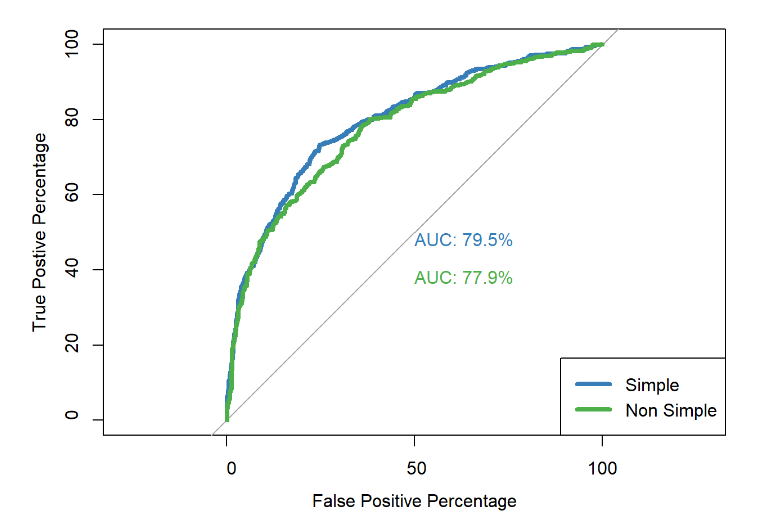 100
80
60
40
20
0
True Postive Percentage
AUC: 79.5%
AUC: 77.9%
Simple
Non Simple
0 50 100
False Positive Percentage